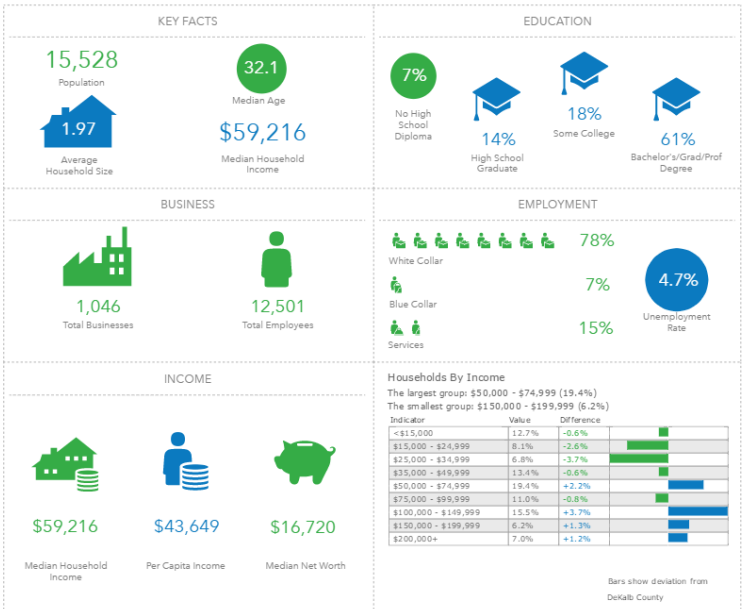 KEY FACTS
15,528
Population
32.1
Median Age
1.97
Average
Household Size
$59,216
Median Household
Income
EDUCATION
7%
No High
School
Diploma
14%
High School
Graduate
18%
Some College
61%
Bachelor's/Grad/Prof
Degree
BUSINESS
1,046
Total Businesses
12,501
Total Employees
EMPLOYMENT
78%
White Collar
7%
Blue Collar
15%
Services
4.7%
Unemployment
Rate
INCOME
$59,216
Median Household
Income
$43,649
Per Capita Income
$16,720
Median Net Worth
Households By Income
The largest group: $50,000 - $74,999 (19.4%)
The smallest group: $150,000 - $199,999 (6.2%)
Indicator Value Difference
<$15,000 12.7% -0.6%
$15,000 - $24,999 8.1% -2.6%
$25,000 - $34,999 6.8% -3.7%
$35,000 - $49,999 13.4% -0.6%
$50,000 - $74,999 19.4% +2.2%
$75,000 - $99,999 11.0% -0.8%
$100,000 - $149,999 15.5% +3.7%
$150,000 - $199,999 6.2% +1.3%
$200,000+ 7.0% +1.2%
Bars show deviation from
DeKalb County